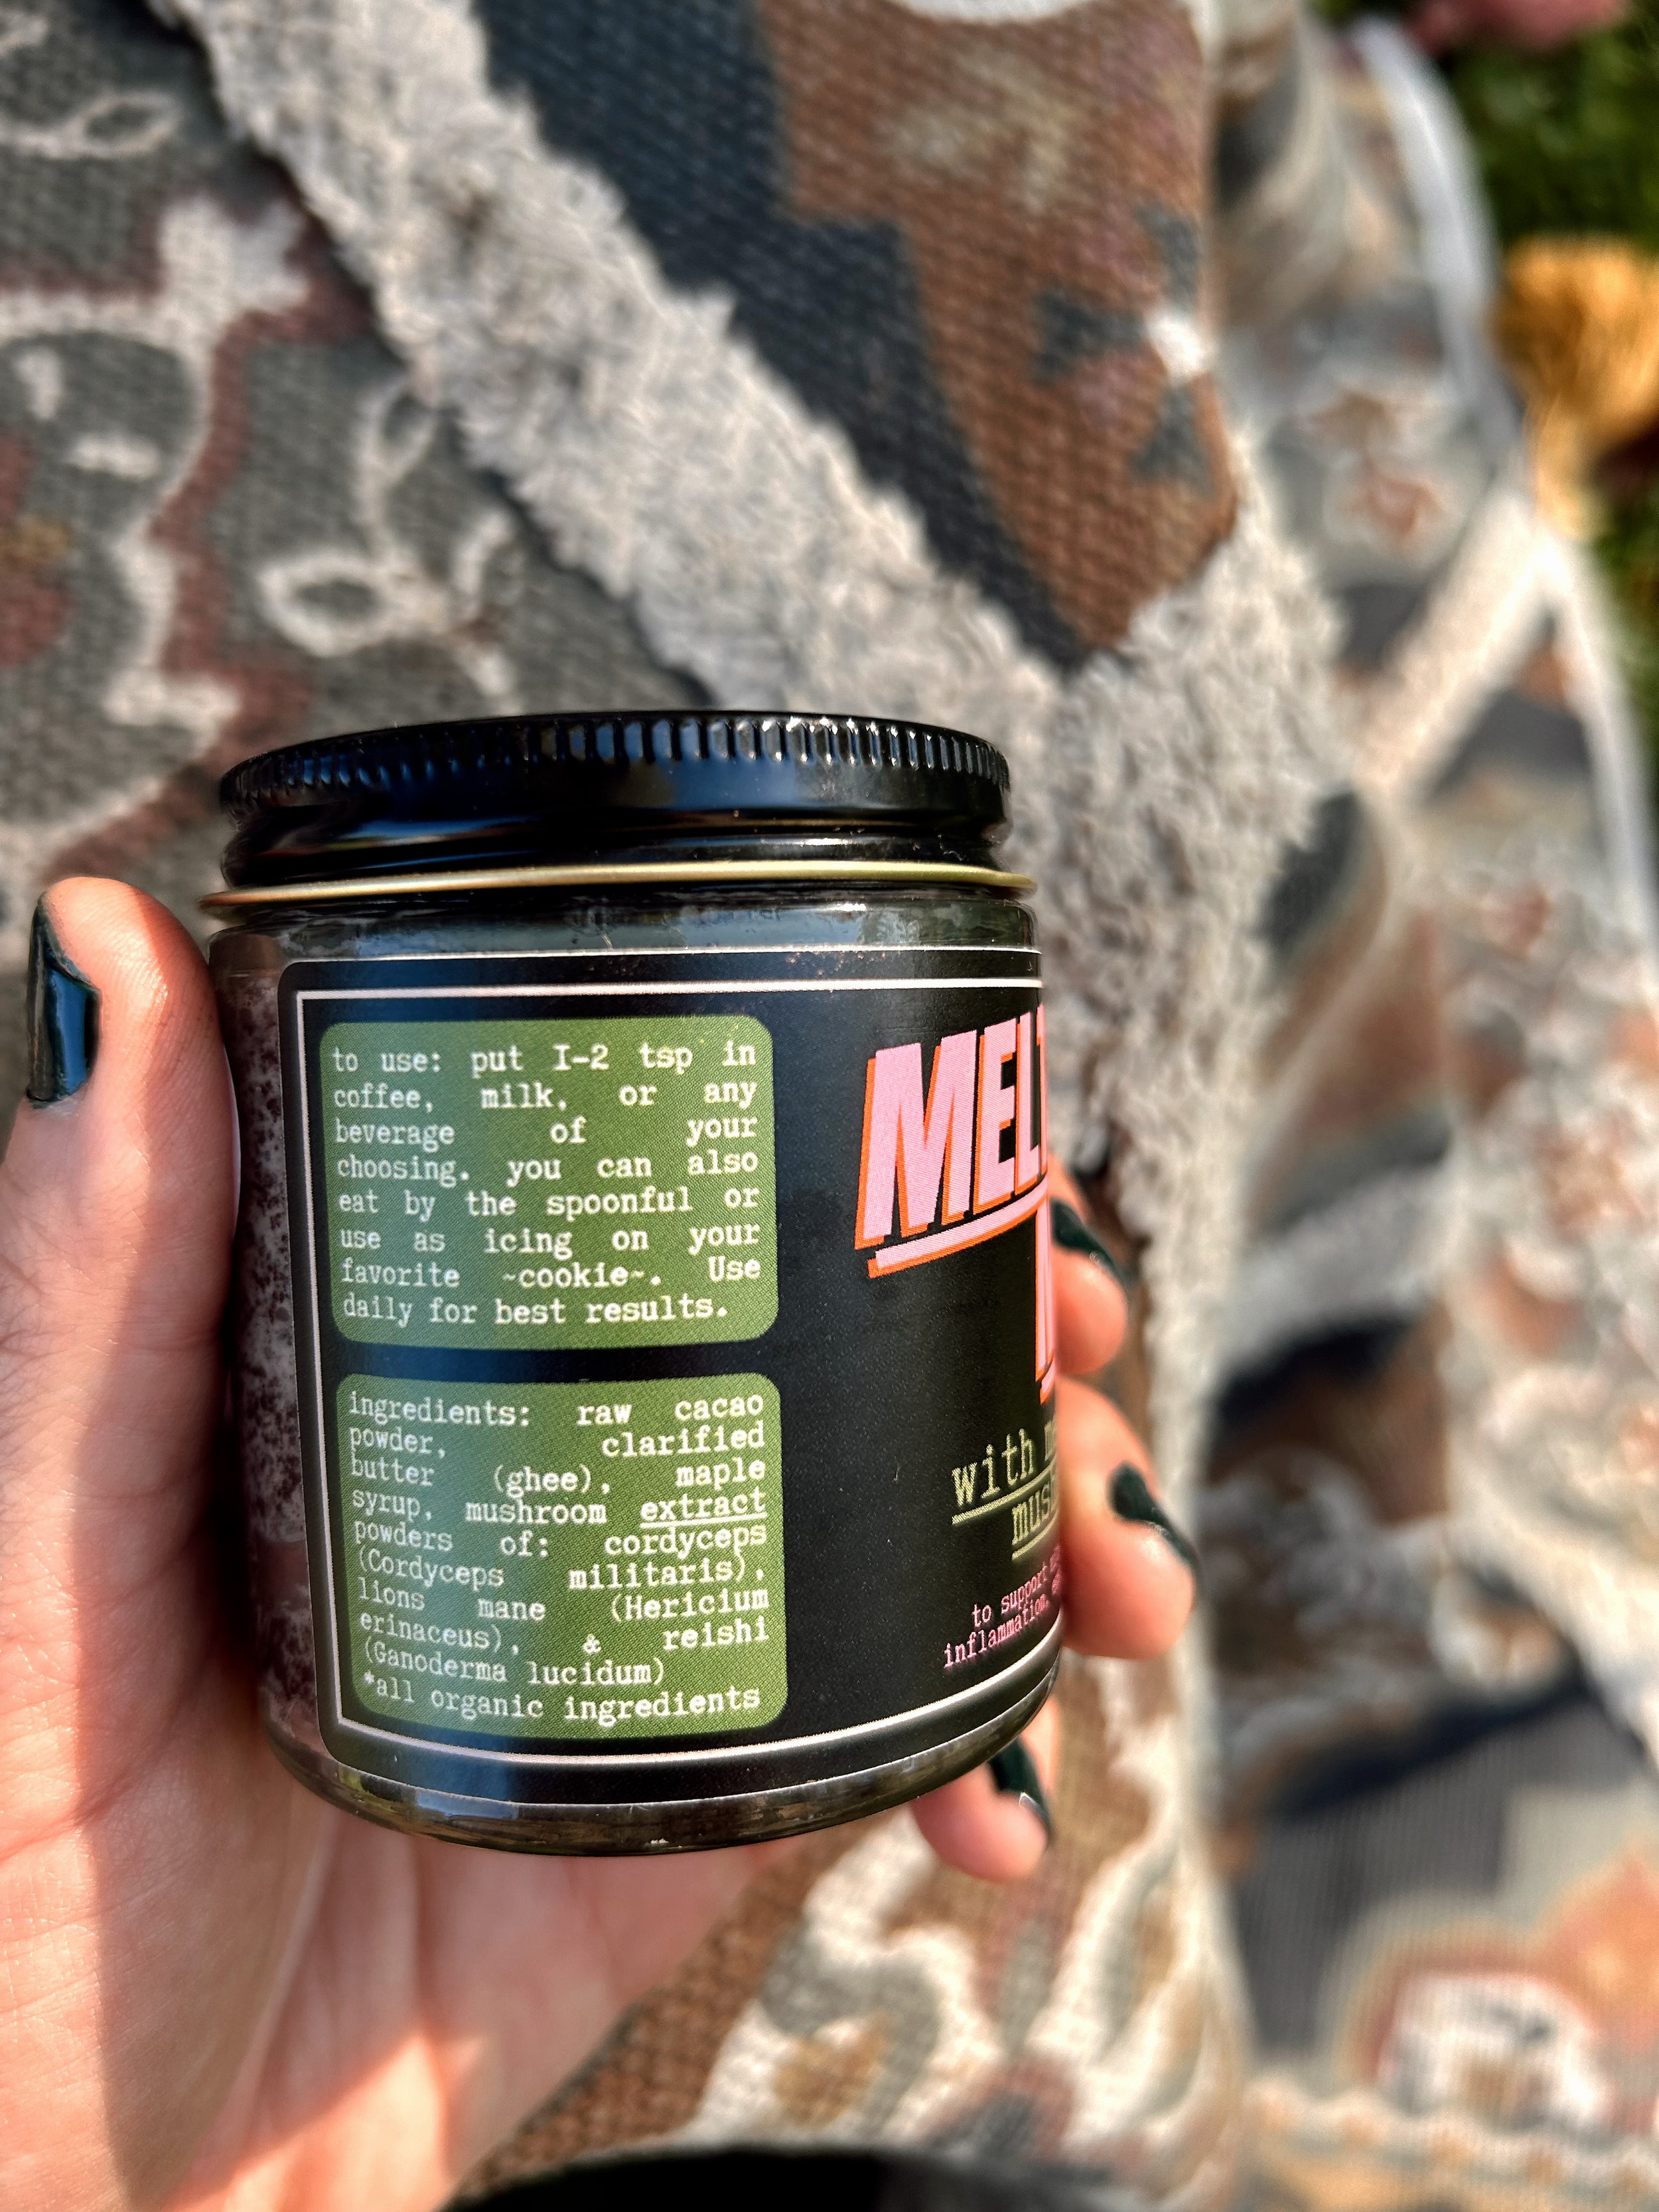 to use: put I-2 tsp in
coffee, milk, or any
beverage of your
choosing. you can also
eat by the spoonful or
use as icing on your
favorite ~cookie~. Use
daily for best results.
ingredients: raw cacao
powder, clarified
butter (ghee), maple
syrup, mushroom extract
powders of: cordyceps
(Cordyceps militaris),
lions mane (Hericium
erinaceus), & reishi
(Ganoderma lucidum)
*all organic ingredients
with
to support
inflammation,